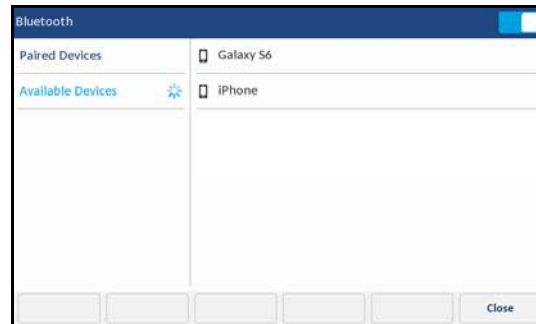 Bluetooth
Paired Devices
Galaxy S6
Available Devices
iPhone
Close